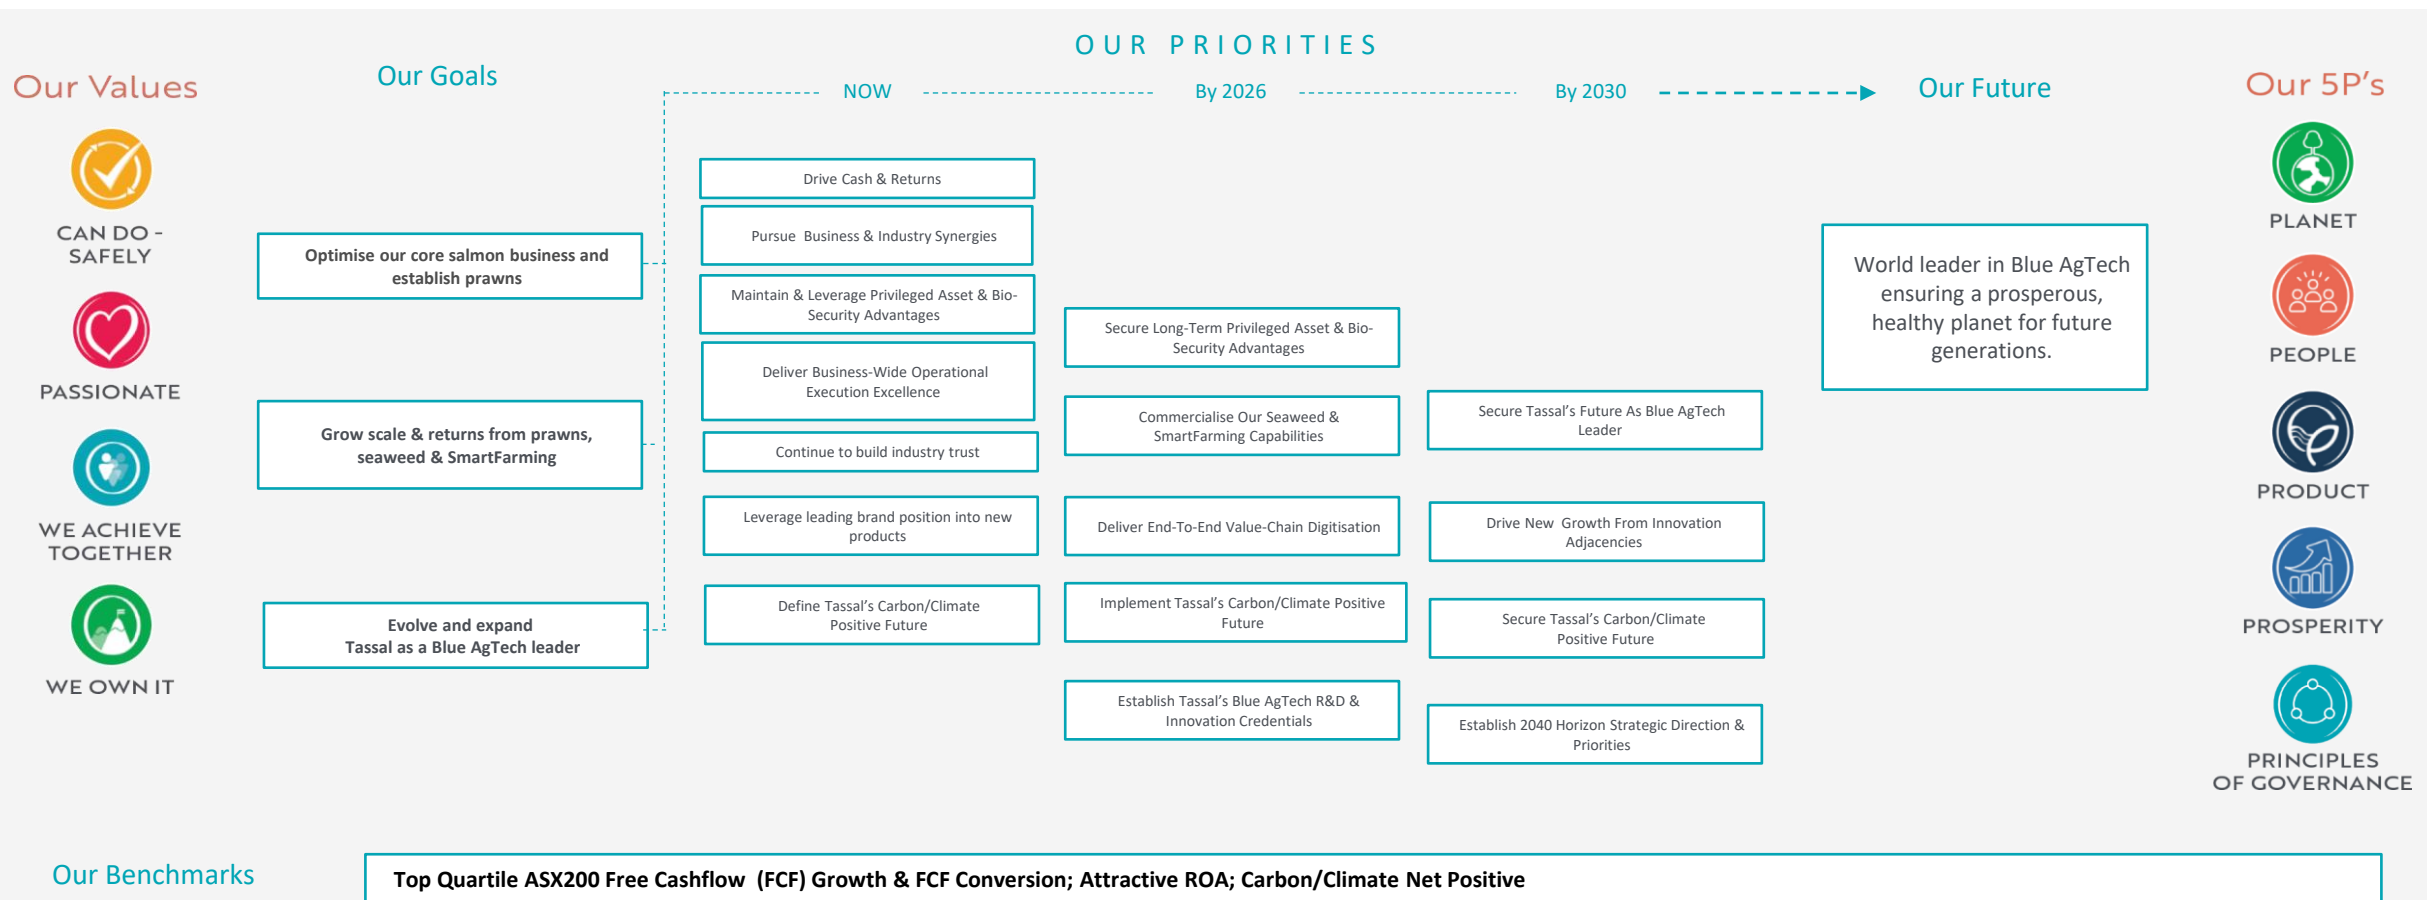 OUR PRIORITIES
Our Values
Our Goals
NOW
By 2026
By 2030
Our Future
Our 5P's
CAN DO -
SAFELY
PASSIONATE
WE ACHIEVE
TOGETHER
WE OWN IT
Optimise our core salmon business and
establish prawns
Grow scale & returns from prawns,
seaweed & SmartFarming
Evolve and expand
Tassal as a Blue AgTech leader
Drive Cash & Returns
Pursue Business & Industry Synergies
Maintain & Leverage Privileged Asset & Bio-
Security Advantages
Deliver Business-Wide Operational
Execution Excellence
Continue to build industry trust
Leverage leading brand position into new
products
Define Tassal's Carbon/Climate
Positive Future
Secure Long-Term Privileged Asset & Bio-
Security Advantages
Commercialise Our Seaweed &
SmartFarming Capabilities
Deliver End-To-End Value-Chain Digitisation
Implement Tassal's Carbon/Climate Positive
Future
Establish Tassal's Blue AgTech R&D &
Innovation Credentials
Secure Tassal's Future As Blue AgTech
Leader
Drive New Growth From Innovation
Adjacencies
Secure Tassal's Carbon/Climate
Positive Future
Establish 2040 Horizon Strategic Direction &
Priorities
World leader in Blue AgTech
ensuring a prosperous,
healthy planet for future
generations.
PLANET
PEOPLE
PRODUCT
PROSPERITY
PRINCIPLES
OF GOVERNANCE
Our Benchmarks
Top Quartile ASX200 Free Cashflow (FCF) Growth & FCF Conversion; Attractive ROA; Carbon/Climate Net Positive